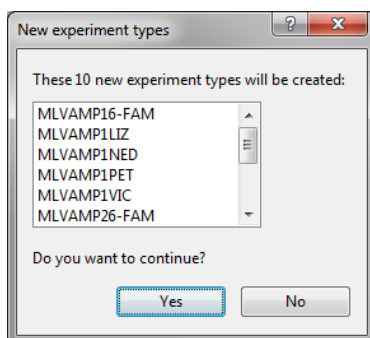 New experiment types
These 10 new experiment types will be created:
MLVAMP16-FAM
MLVAMP1LIZ
MLVAMP1NED
MLVAMP1PET
MLVAMP1VIC
MLVAMP26-FAM
Do you want to continue?
Yes No